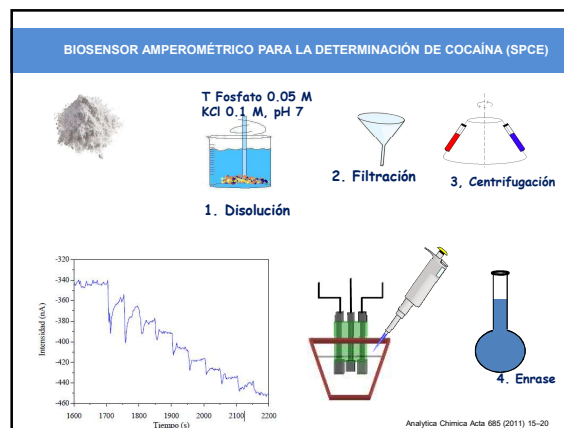 BIOSENSOR AMPEROMÉTRICO PARA LA DETERMINACIÓN DE COCAÍNA (SPCE)
T Fosfato 0.05 M
KCl 0.1 M, pH 7
1. Disolución
2. Filtración
3, Centrifugación
-320
-340
-360
-380
-400
-420
-440
-460
Intensidad (nA)
1600 1700 1800 1900 2000 2100 2200
Tiempo (s)
4. Enrase
Analytica Chimica Acta 685 (2011) 15–20